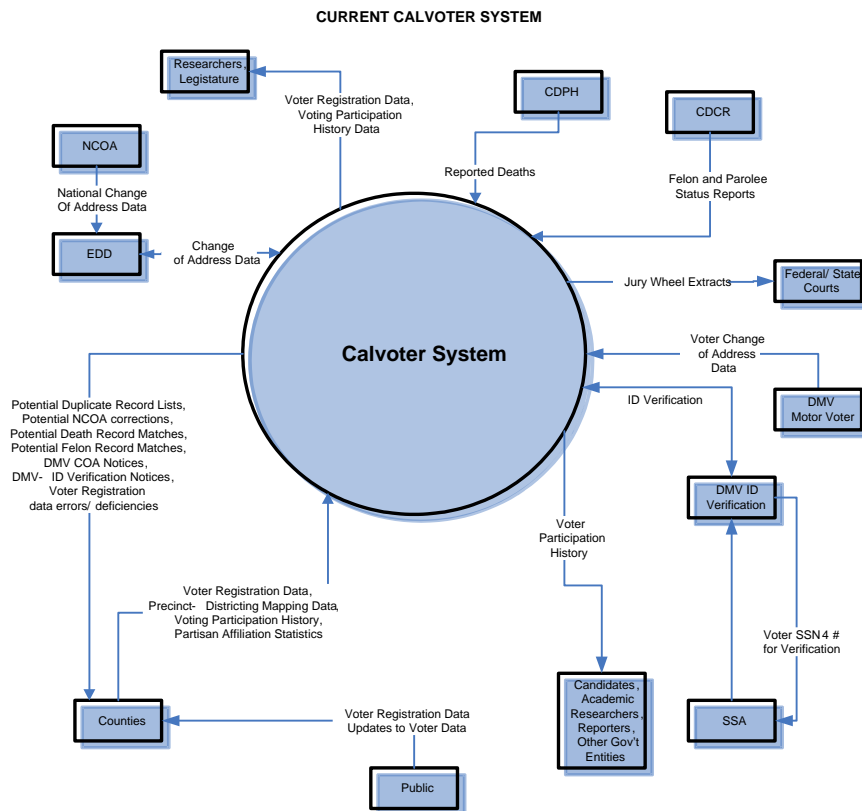 CURRENT CALVOTER SYSTEM
Researchers,
Legistature
Voter Registration Data,
Voting Participation
History Data
CDPH
CDCR
NCOA
Reported Deaths
Felon and Parolee
Status Reports
National Change
Of Address Data
EDD
Change
of Address Data
Jury Wheel Extracts
Federal/ State
Courts
Calvoter System
Voter Change
of Address
Data
ID Verification
DMV
Motor Voter
Potential Duplicate Record Lists,
Potential NCOA corrections,
Potential Death Record Matches,
Potential Felon Record Matches,
DMV COA Notices,
DMV- ID Verification Notices,
Voter Registration
data errors/ deficiencies
DMV ID
Verification
Voter
Participation
History
Voter Registration Data,
Precinct- Districting Mapping Data,
Voting Participation History,
Partisan Affiliation Statistics
Voter SSN 4 #
for Verification
Counties
Voter Registration Data
Updates to Voter Data
Candidates,
Academic
Researchers,
Reporters,
Other Gov't
Entities
SSA
Public